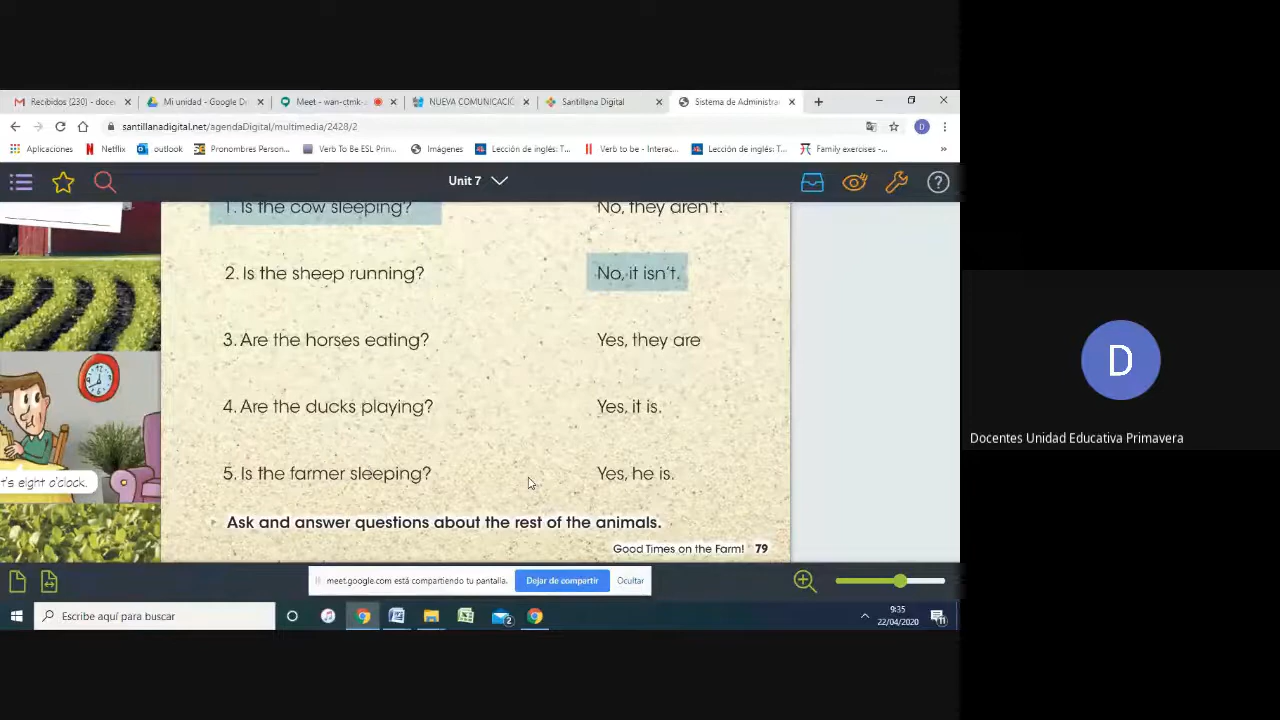 Recibidos (230) - doce
Mi unidad - Google D
Meet - wan-ctmk-
NUEVA COMUNICACIÓ
Santillana Digital
Sistema de Administra
santillanadigital.net/agendaDigital/multimedia/2428/2
D
Aplicaciones
Netflix
outlook
Pronombres Person...
Verb To Be ESL Prin...
Imágenes
Lección de inglés: T...
Verb to be - Interac...
Lección de inglés: T...
Family exercises -...
Unit 7
1. Is the cow sleeping?
No, they aren't.
2. Is the sheep running?
No, it isn't.
3. Are the horses eating?
Yes, they are
4. Are the ducks playing?
Yes, it is.
5. Is the farmer sleeping?
Yes, he is.
t's eight o'clock.
Ask and answer questions about the rest of the animals.
Good Times on the Farm! 79
D
Docentes Unidad Educativa Primavera
meet.google.com está compartiendo tu pantalla.
Dejar de compartir
Ocultar
Escribe aquí para buscar
2
9:35
22/04/2020
11